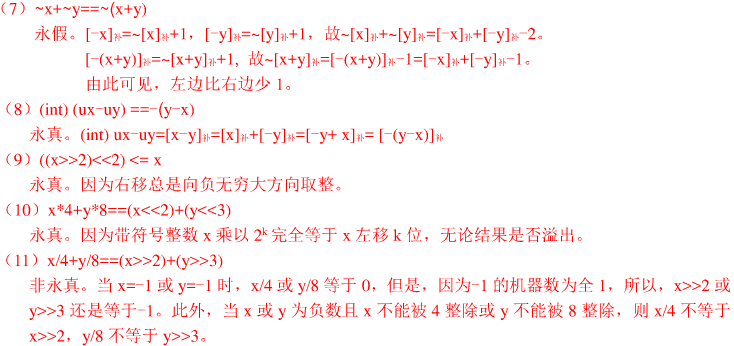 （7）~x+~y==~(x+y)
永假。[-x]补=~[x]补+1，[-y]补=~[y]补+1，故~[x]补+~[y]补=[-x]补+[-y]补-2。
[-(x+y)]补=~[x+y]补+1, 故~[x+y]补=[-(x+y)]补-1=[-x]补+[-y]补-1。
由此可见，左边比右边少 1。
（8）(int) (ux-uy) ==-(y-x)
永真。(int) ux-uy=[x-y]补=[x]补+[-y]补=[-y+ x]补= [-(y-x)]补
（9）((x>>2)<<2) <= x
永真。因为右移总是向负无穷大方向取整。
（10）x*4+y*8==(x<<2)+(y<<3)
永真。因为带符号整数 x 乘以 2ᵏ完全等于 x 左移 k 位，无论结果是否溢出。
（11）x/4+y/8==(x>>2)+(y>>3)
非永真。当 x=-1 或 y=-1 时，x/4 或 y/8 等于 0，但是，因为-1 的机器数为全 1，所以，x>>2 或
y>>3 还是等于-1。此外，当 x 或 y 为负数且 x 不能被 4 整除或 y 不能被 8 整除，则 x/4 不等于
x>>2，y/8 不等于 y>>3。